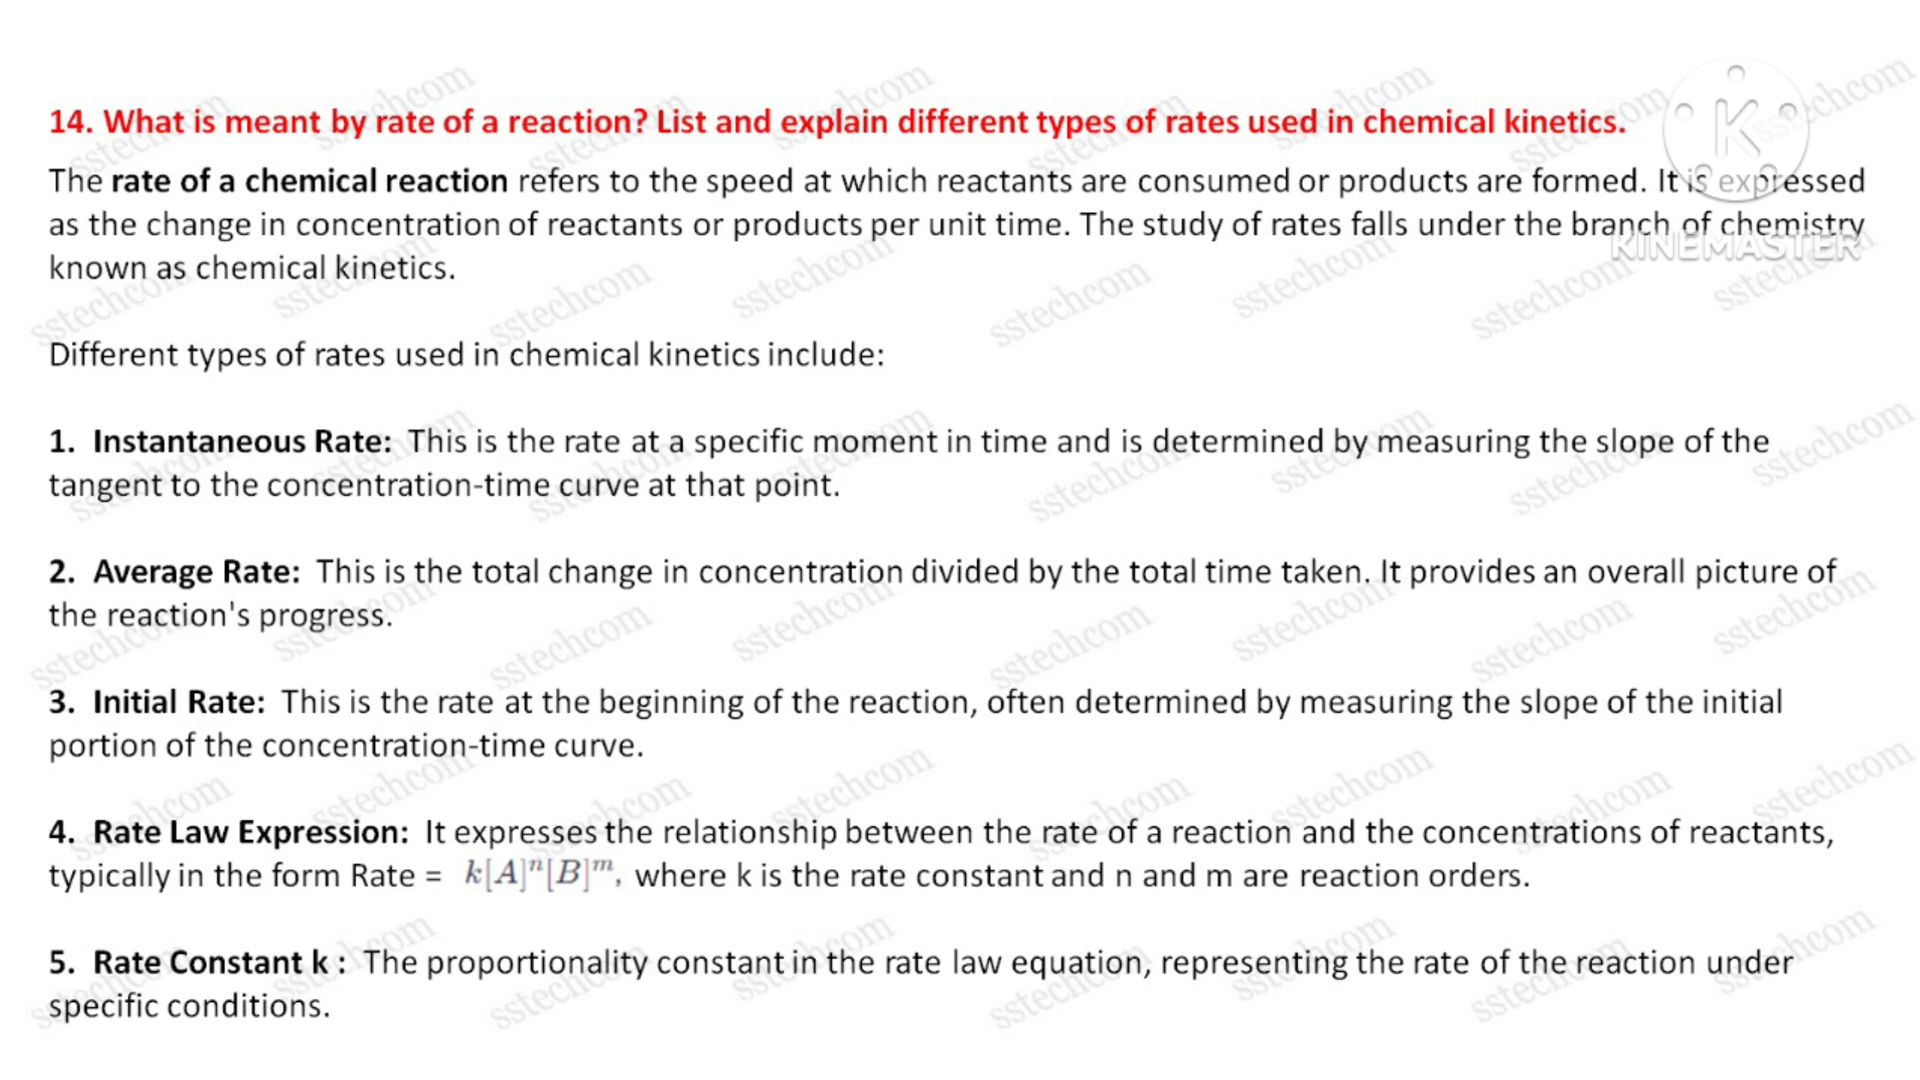 14. What is meant by rate of a reaction? List and explain different types of rates used in chemical kinetics.
The rate of a chemical reaction refers to the speed at which reactants are consumed or products are formed. It is expressed
as the change in concentration of reactants or products per unit time. The study of rates falls under the branch of chemistry
known as chemical kinetics.
K
KINEMASTER
Different types of rates used in chemical kinetics include:
1. Instantaneous Rate: This is the rate at a specific moment in time and is determined by measuring the slope of the
tangent to the concentration-time curve at that point.
2. Average Rate: This is the total change in concentration divided by the total time taken. It provides an overall picture of
the reaction's progress.
3. Initial Rate: This is the rate at the beginning of the reaction, often determined by measuring the slope of the initial
portion of the concentration-time curve.
4. Rate Law Expression: It expresses the relationship between the rate of a reaction and the concentrations of reactants,
typically in the form Rate = k[A]ⁿ[B]ᵐ, where k is the rate constant and n and m are reaction orders.
5. Rate Constant k : The proportionality constant in the rate law equation, representing the rate of the reaction under
specific conditions.
sstechcom